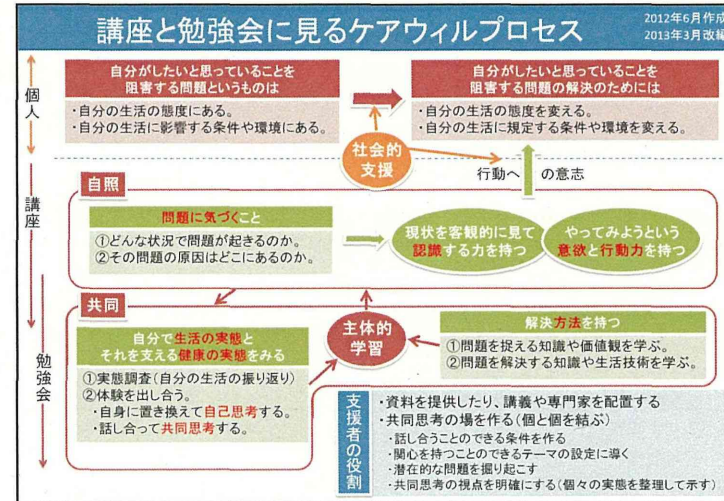 講座と勉強会に見るケアウィルプロセス
2012年6月作成
2013年3月改編
個人
講座
勉強会
自分がしたいと思っていることを
阻害する問題というものは
・自分の生活の態度にある。
・自分の生活に影響する条件や環境にある。
自分がしたいと思っていることを
阻害する問題の解決のためには
・自分の生活の態度を変える。
・自分の生活に規定する条件や環境を変える。
社会的
支援
行動へ の意志
自照
問題に気づくこと
①どんな状況で問題が起きるのか。
②その問題の原因はどこにあるのか。
現状を客観的に見て
認識する力を持つ
やってみようという
意欲と行動力を持つ
共同
自分で生活の実態と
それを支える健康の実態をみる
①実態調査(自分の生活の振り返り)
②体験を出し合う。
・自身に置き換えて自己思考する。
・話し合って共同思考する。
主体的
学習
解決方法を持つ
①問題を捉える知識や価値観を学ぶ。
②問題を解決する知識や生活技術を学ぶ。
支援者の役割
・資料を提供したり、講義や専門家を配置する
・共同思考の場を作る(個と個を結ぶ)
・話し合うことのできる条件を作る
・関心を持つことのできるテーマの設定に導く
・潜在的な問題を掘り起こす
・共同思考の視点を明確にする(個々の実態を整理して示す)